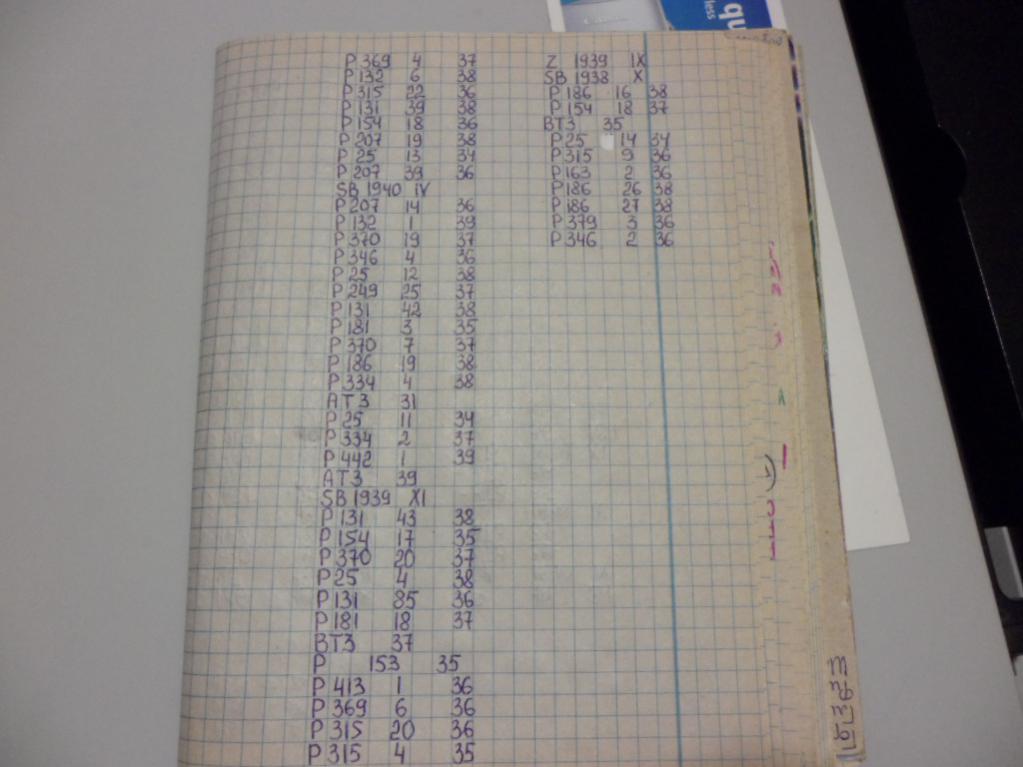 P 369 4 37
P 132 6 38
P 315 22 36
P 131 39 38
P 154 18 36
P 207 19 38
P 25 13 34
P 207 39 36
SB 1940 IV
P 207 14 36
P 132 1 39
P 370 19 37
P 346 4 36
P 25 12 38
P 249 25 37
P 131 42 38
P 181 3 35
P 370 7 37
P 186 19 38
P 334 4 38
AT3 31
P 25 11 34
P 334 2 37
P 442 1 39
AT3 39
SB 1939 XI
P 131 43 38
P 154 17 35
P 370 20 37
P 25 4 38
P 131 85 36
P 181 18 37
BT3 37
P 153 35
P 413 1 36
P 369 6 36
P 315 20 36
P 315 4 35
Z 1939 IX
SB 1938 X
P 186 16 38
P 154 18 37
BT3 35
P 25 14 34
P 315 9 36
P 163 2 36
P 186 26 38
P 186 27 38
P 379 3 36
P 346 2 36
less